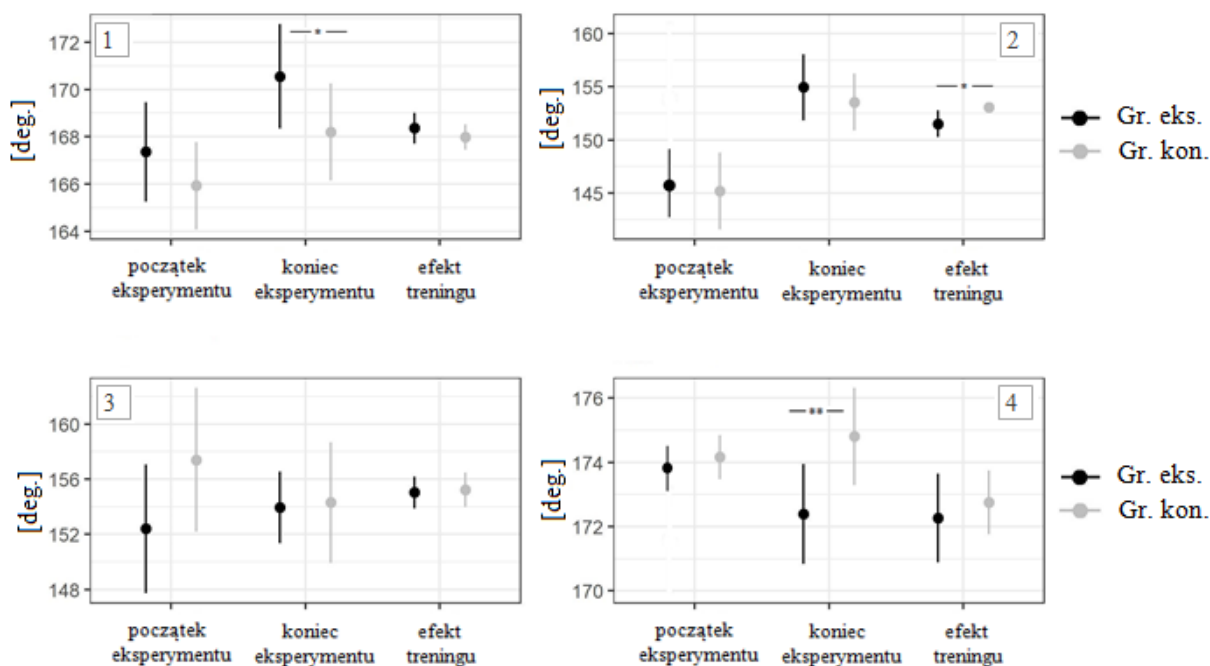 1
172
170
168
166
164
[deg.]
*
początek
eksperymentu
koniec
eksperymentu
efekt
treningu
2
160
155
150
145
[deg.]
*
początek
eksperymentu
koniec
eksperymentu
efekt
treningu
Gr. eks.
Gr. kon.
3
160
156
152
148
[deg.]
początek
eksperymentu
koniec
eksperymentu
efekt
treningu
4
176
174
172
170
[deg.]
**
początek
eksperymentu
koniec
eksperymentu
efekt
treningu
Gr. eks.
Gr. kon.